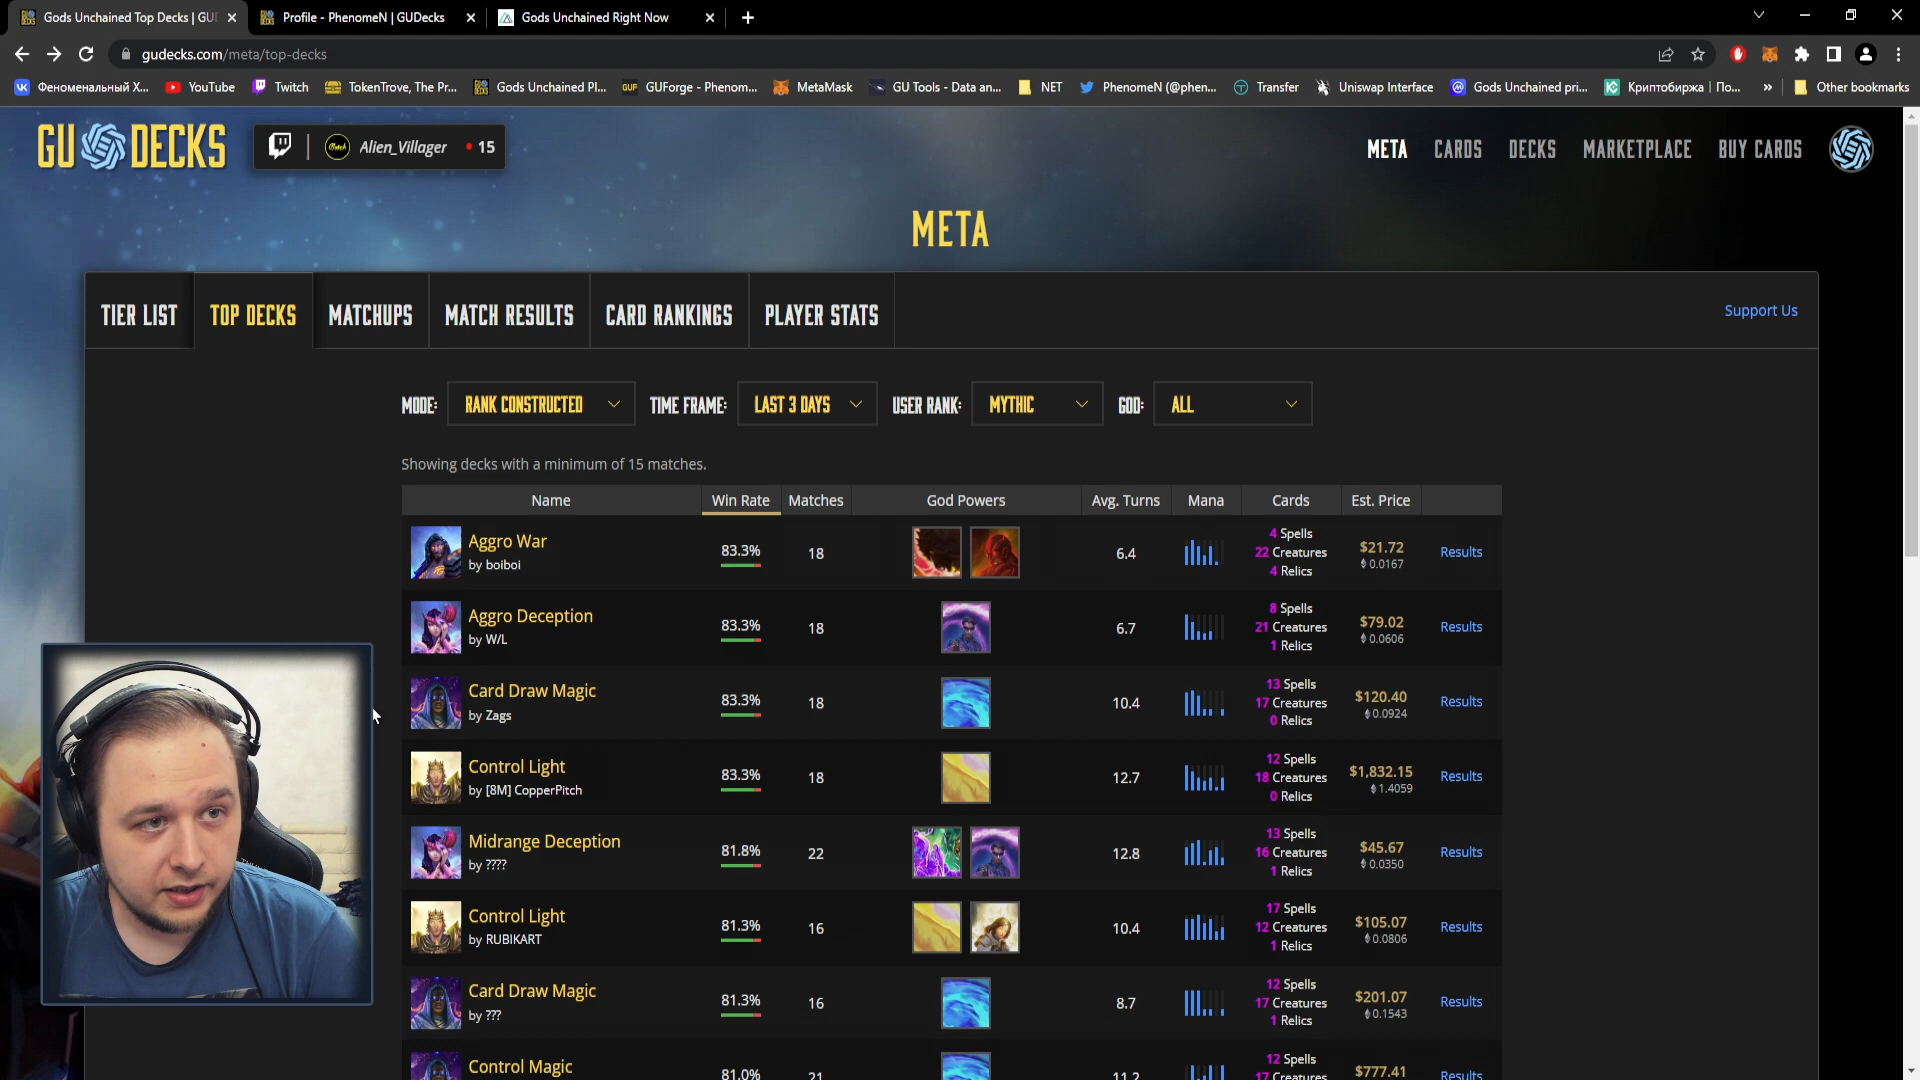 Gods Unchained Top Decks | GU
Profile - PhenomeN | GUDecks
Gods Unchained Right Now
gudecks.com/meta/top-decks
Феноменальный Х...
YouTube
Twitch
TokenTrove, The Pr...
Gods Unchained Pl...
GUF
GUForge - Phenom...
MetaMask
GU Tools - Data an...
NET
PhenomeN (@phen...
Transfer
Uniswap Interface
Gods Unchained pri...
Криптобиржа | По...
»
Other bookmarks
GU DECKS
Alien_Villager
15
META
CARDS
DECKS
MARKETPLACE
BUY CARDS
META
TIER LIST
TOP DECKS
MATCHUPS
MATCH RESULTS
CARD RANKINGS
PLAYER STATS
Support Us
MODE: RANK CONSTRUCTED
TIME FRAME: LAST 3 DAYS
USER RANK: MYTHIC
GOD: ALL
Showing decks with a minimum of 15 matches.
Name Win Rate Matches God Powers Avg. Turns Mana Cards Est. Price
Aggro War
by boiboi
83.3%
18
6.4
4 Spells
22 Creatures
4 Relics
$21.72
0.0167
Results
Aggro Deception
by W/L
83.3%
18
6.7
8 Spells
21 Creatures
1 Relics
$79.02
0.0606
Results
Card Draw Magic
by Zags
83.3%
18
10.4
13 Spells
17 Creatures
0 Relics
$120.40
0.0924
Results
Control Light
by [8M] CopperPitch
83.3%
18
12.7
12 Spells
18 Creatures
0 Relics
$1,832.15
1.4059
Results
Midrange Deception
by ????
81.8%
22
12.8
13 Spells
16 Creatures
1 Relics
$45.67
0.0350
Results
Control Light
by RUBIKART
81.3%
16
10.4
17 Spells
12 Creatures
1 Relics
$105.07
0.0806
Results
Card Draw Magic
by ???
81.3%
16
8.7
12 Spells
17 Creatures
1 Relics
$201.07
0.1543
Results
Control Magic
81.0%
21
11.2
12 Spells
17 Creatures
$777.41
Results